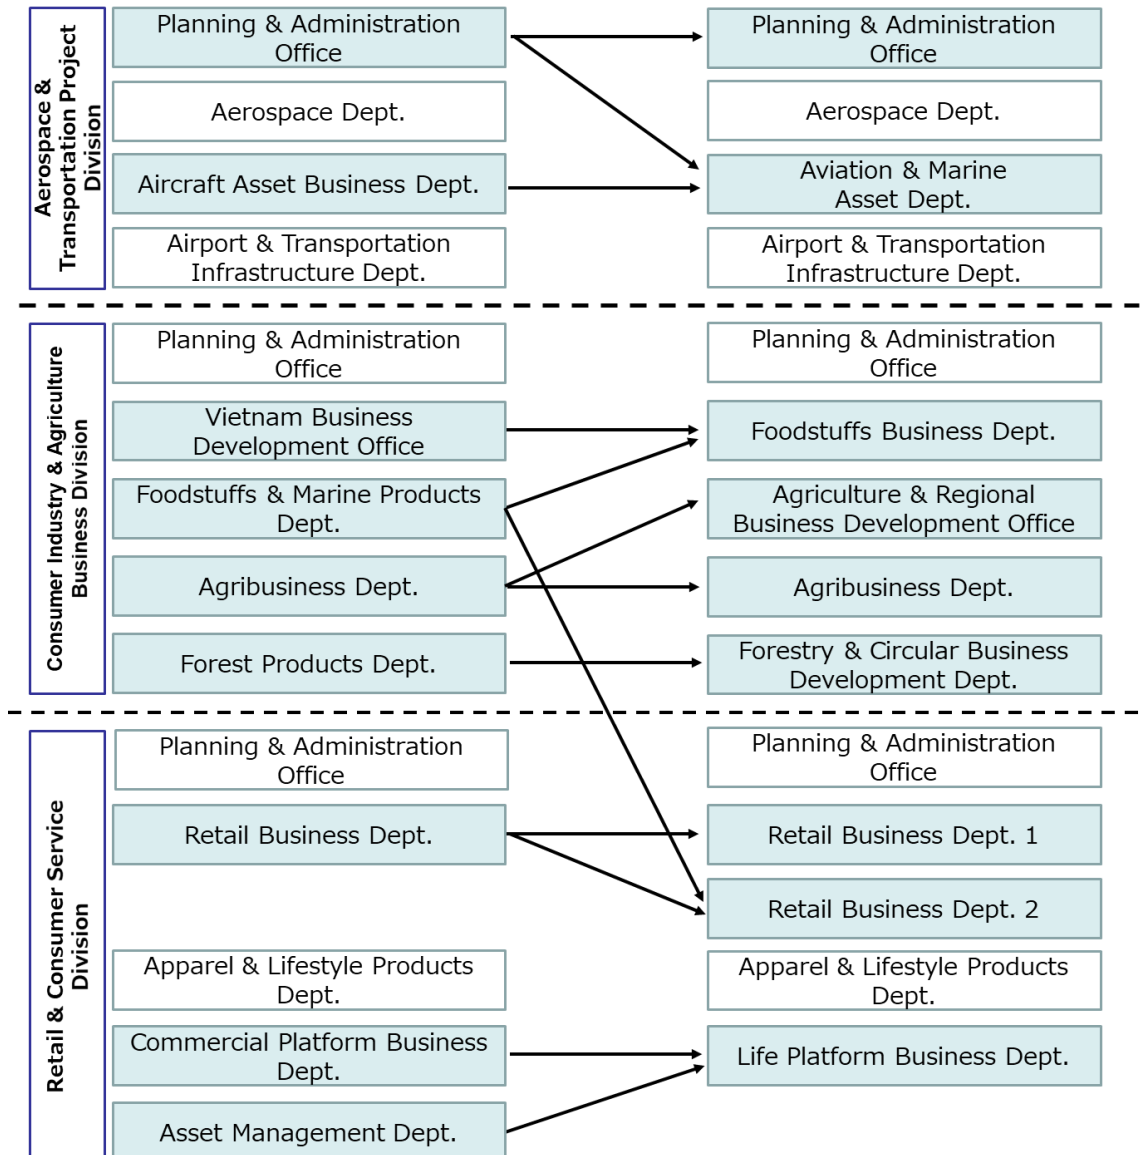 Aerospace &
Transportation Project
Division
Planning & Administration
Office
Planning & Administration
Office
Aerospace Dept.
Aerospace Dept.
Aircraft Asset Business Dept.
Aviation & Marine
Asset Dept.
Airport & Transportation
Infrastructure Dept.
Airport & Transportation
Infrastructure Dept.
Consumer Industry & Agriculture
Business Division
Planning & Administration
Office
Planning & Administration
Office
Vietnam Business
Development Office
Foodstuffs Business Dept.
Foodstuffs & Marine Products
Dept.
Agriculture & Regional
Business Development Office
Agribusiness Dept.
Agribusiness Dept.
Forest Products Dept.
Forestry & Circular Business
Development Dept.
Retail & Consumer Service
Division
Planning & Administration
Office
Planning & Administration
Office
Retail Business Dept.
Retail Business Dept. 1
Retail Business Dept. 2
Apparel & Lifestyle Products
Dept.
Apparel & Lifestyle Products
Dept.
Commercial Platform Business
Dept.
Life Platform Business Dept.
Asset Management Dept.